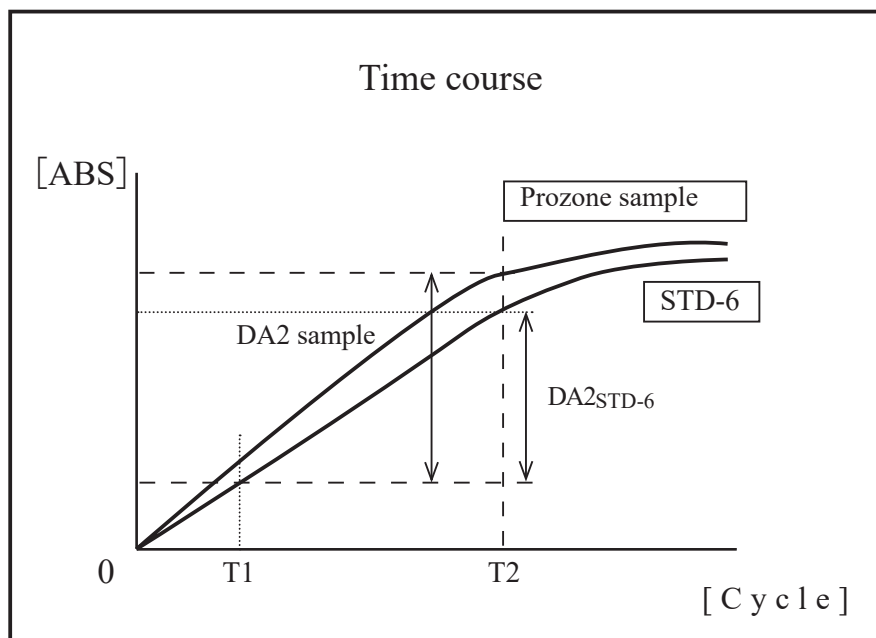 Time course
[ABS]
Prozone sample
STD-6
DA2 sample
DA2STD-6
0
T1
T2
[ C y c l e ]